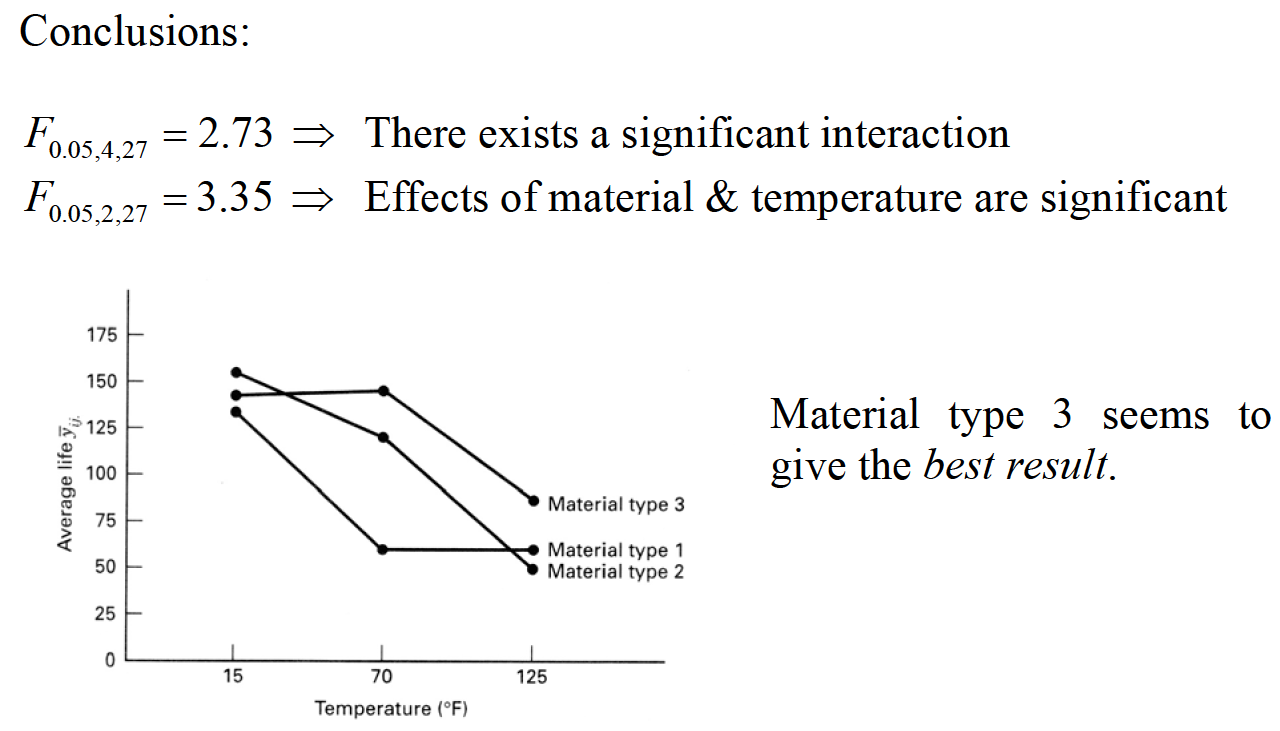 Conclusions:
F0.05,4,27 = 2.73 ⇒ There exists a significant interaction
F0.05,2,27 = 3.35 ⇒ Effects of material & temperature are significant
175
150
125
100
75
50
25
0
Average life ȳij.
15
70
125
Temperature (°F)
Material type 3
Material type 1
Material type 2
Material type 3 seems to
give the best result.